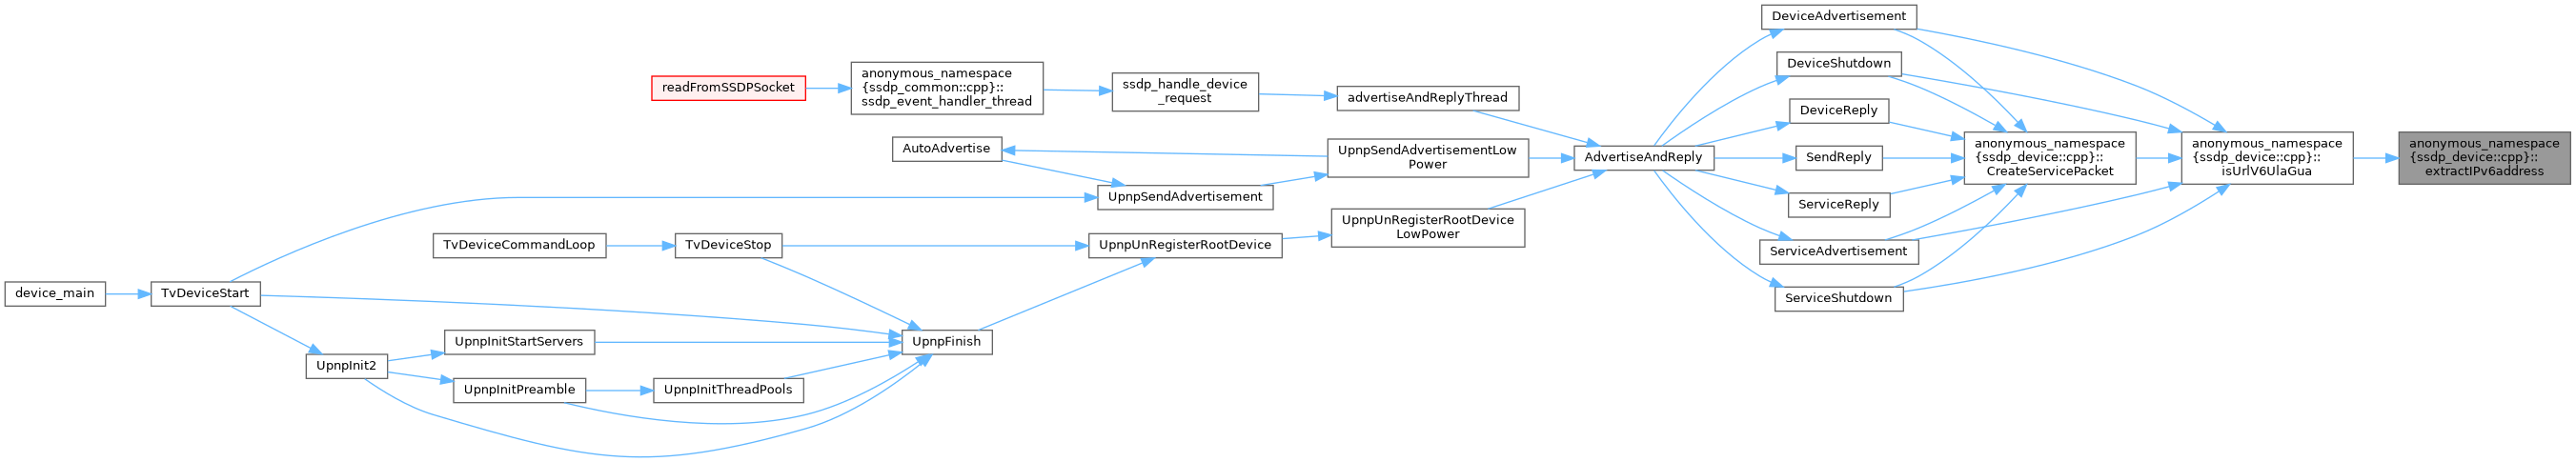 device_main
TvDeviceStart
UpnpInit2
TvDeviceCommandLoop
UpnpInitStartServers
UpnpInitPreamble
readFromSSDPSocket
TvDeviceStop
UpnpInitThreadPools
anonymous_namespace
{ssdp_common::cpp}::
ssdp_event_handler_thread
AutoAdvertise
UpnpFinish
ssdp_handle_device
_request
UpnpSendAdvertisement
UpnpUnRegisterRootDevice
advertiseAndReplyThread
UpnpSendAdvertisementLow
Power
UpnpUnRegisterRootDevice
LowPower
AdvertiseAndReply
DeviceAdvertisement
DeviceShutdown
DeviceReply
SendReply
ServiceReply
ServiceAdvertisement
ServiceShutdown
anonymous_namespace
{ssdp_device::cpp}::
CreateServicePacket
anonymous_namespace
{ssdp_device::cpp}::
isUrlV6UlaGua
anonymous_namespace
{ssdp_device::cpp}::
extractIPv6address